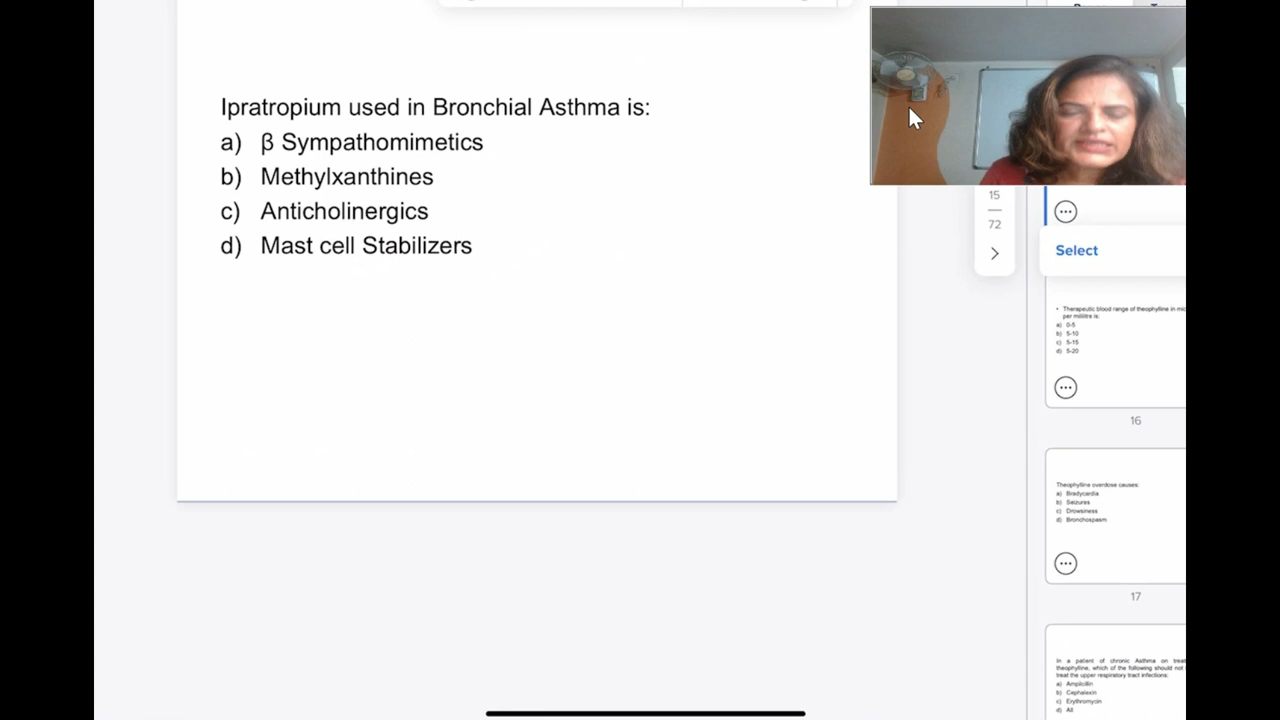 Ipratropium used in Bronchial Asthma is:
a) β Sympathomimetics
b) Methylxanthines
c) Anticholinergics
d) Mast cell Stabilizers
15
72
Select
• Therapeutic blood range of theophylline in
per millilitre is:
a) 0-5
b) 5-10
c) 5-15
d) 5-20
16
Theophylline overdose causes:
a) Bradycardia
b) Seizures
c) Drowsiness
d) Bronchospasm
17
In a patient of chronic Asthma on
theophylline, which of the following should not
treat the upper respiratory tract infections:
a) Ampicillin
b) Cephalexin
c) Erythromycin
d) All